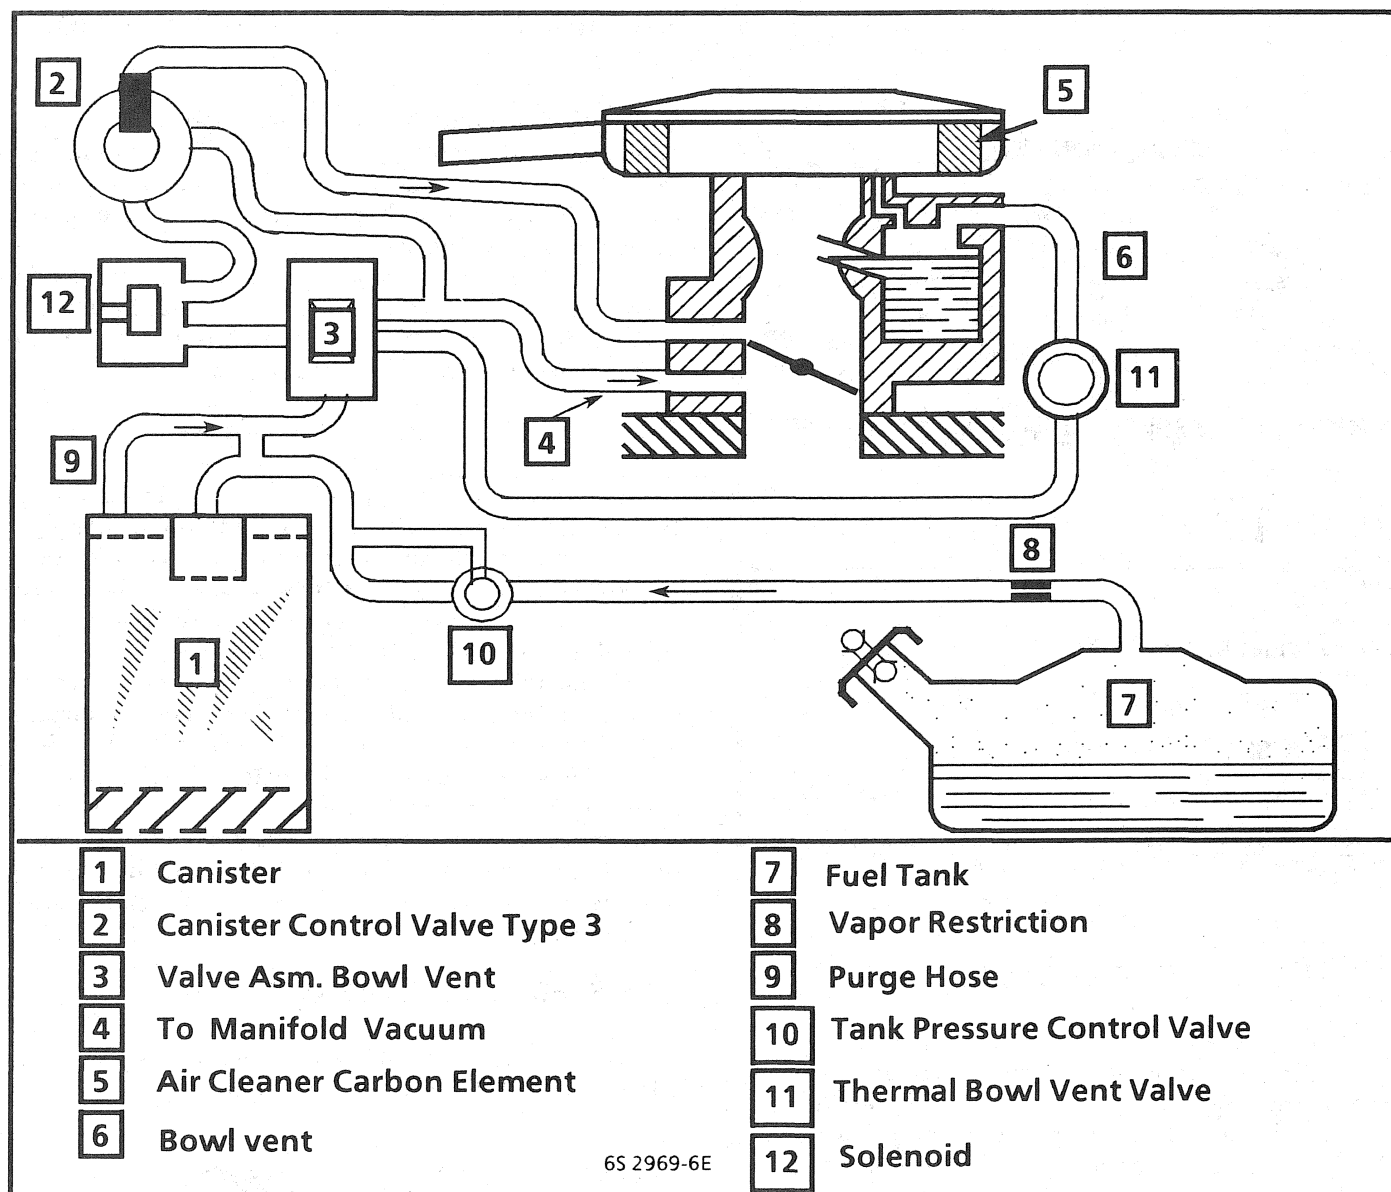 2
5
6
12
3
11
4
9
8
1
10
7
1 Canister
2 Canister Control Valve Type 3
3 Valve Asm. Bowl Vent
4 To Manifold Vacuum
5 Air Cleaner Carbon Element
6 Bowl vent
7 Fuel Tank
8 Vapor Restriction
9 Purge Hose
10 Tank Pressure Control Valve
11 Thermal Bowl Vent Valve
12 Solenoid
6S 2969-6E